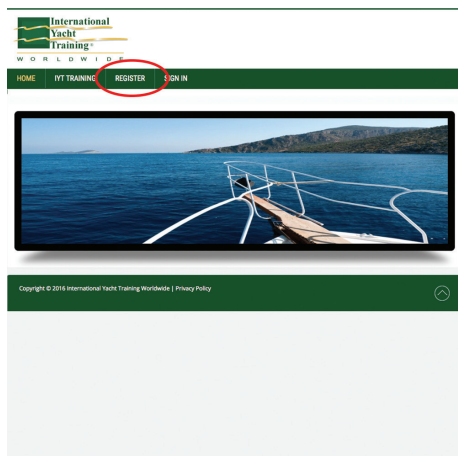 International
Yacht
Training®
WORLDWIDE
HOME IYT TRAINING REGISTER SIGN IN
Copyright © 2016 International Yacht Training Worldwide | Privacy Policy